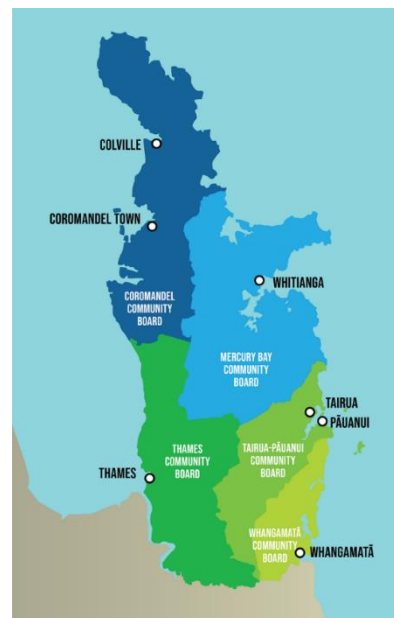 COLVILLE
COROMANDEL TOWN
WHITIANGA
COROMANDEL
COMMUNITY
BOARD
MERCURY BAY
COMMUNITY
BOARD
TAIRUA
PĀUANUI
THAMES
COMMUNITY
BOARD
TAIRUA-PĀUANUI
COMMUNITY
BOARD
THAMES
WHANGAMATĀ
COMMUNITY
BOARD
WHANGAMATĀ